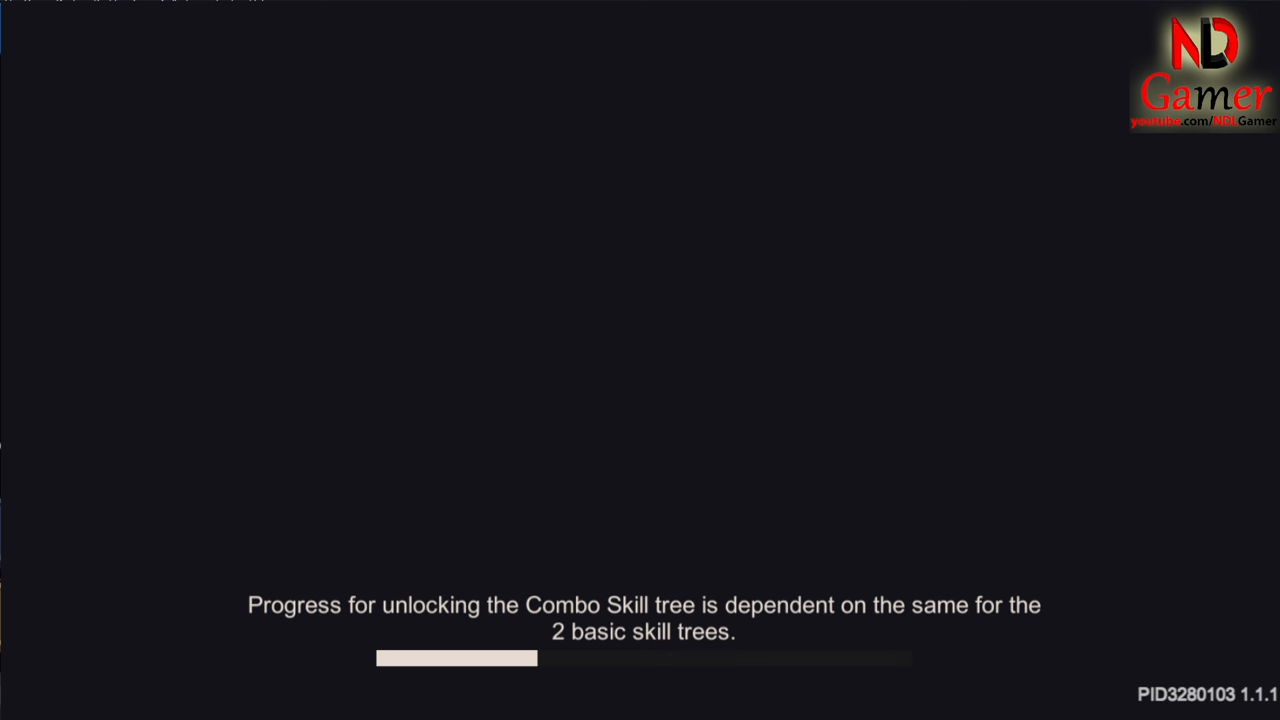 NDL
Gamer
youtube.com/NDLGamer
Progress for unlocking the Combo Skill tree is dependent on the same for the
2 basic skill trees.
PID3280103 1.1.1